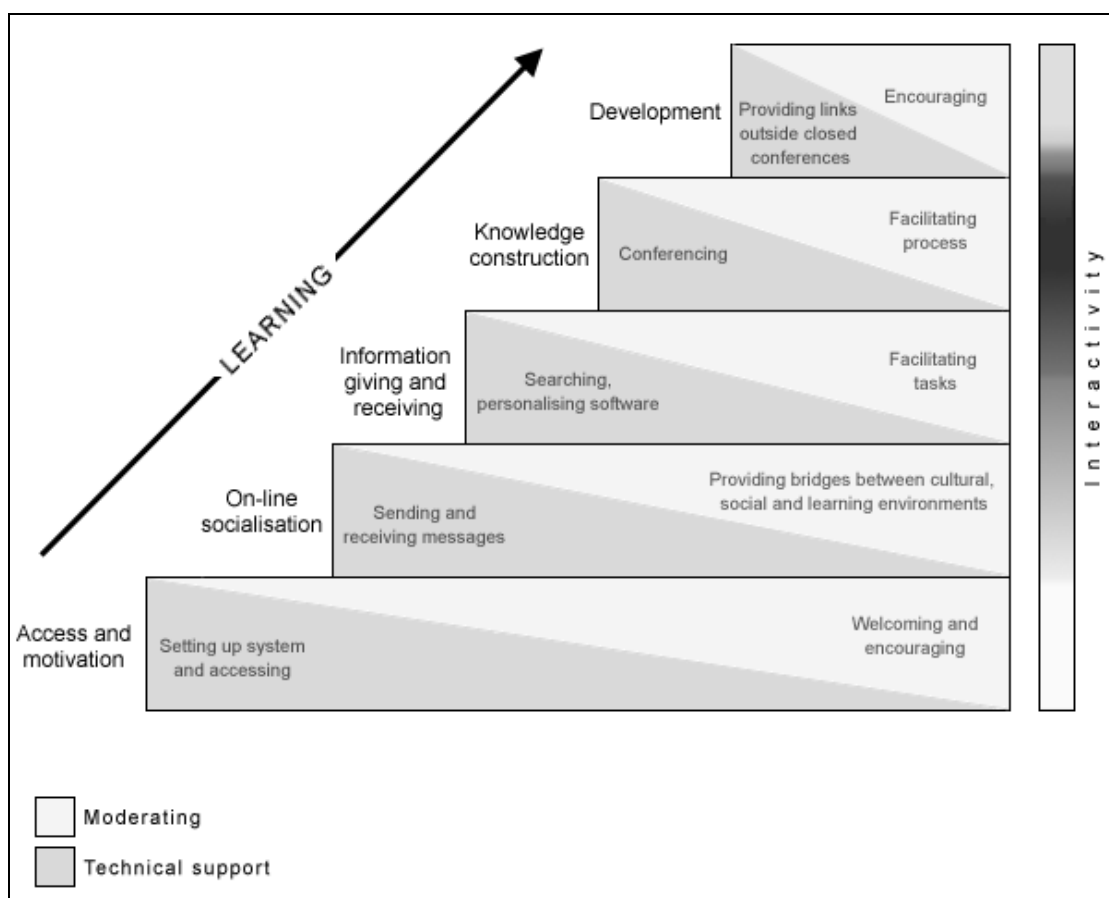 Development
Providing links
outside closed
conferences
Encouraging
Knowledge
construction
Conferencing
Facilitating
process
LEARNING
Information
giving and
receiving
Searching,
personalising software
Facilitating
tasks
On-line
socialisation
Sending and
receiving messages
Providing bridges between cultural,
social and learning environments
Access and
motivation
Setting up system
and accessing
Welcoming and
encouraging
Interactivity
Moderating
Technical support